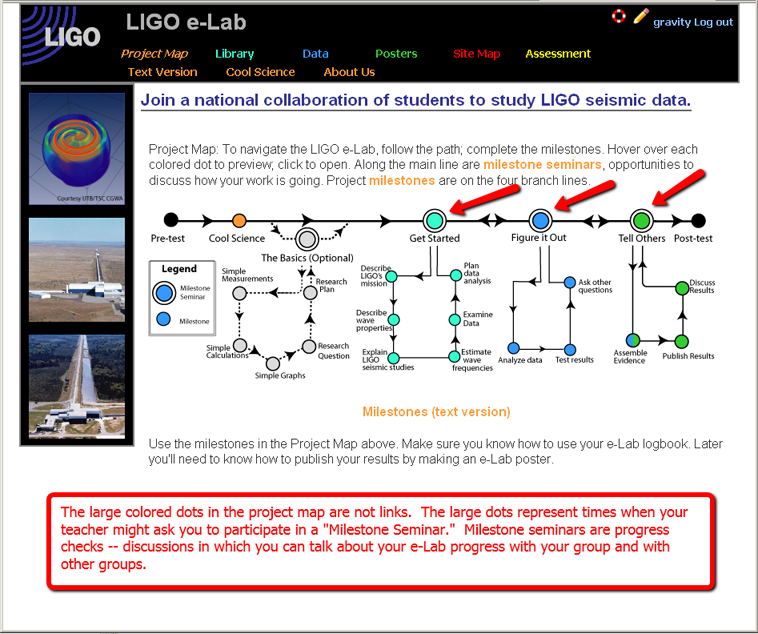 LIGO
LIGO e-Lab
gravity Log out
Project Map Library Data Posters Site Map Assessment
Text Version Cool Science About Us
Courtesy UTB/TSC CGWA
Join a national collaboration of students to study LIGO seismic data.
Project Map: To navigate the LIGO e-Lab, follow the path; complete the milestones. Hover over each
colored dot to preview; click to open. Along the main line are milestone seminars, opportunities to
discuss how your work is going. Project milestones are on the four branch lines.
Pre-test
Cool Science
The Basics (Optional)
Get Started
Figure it Out
Tell Others
Post-test
Legend
Milestone
Seminar
Milestone
Simple
Measurements
Research
Plan
Simple
Calculations
Simple Graphs
Research
Question
Describe
LIGO's
mission
Plan
data
analysis
Describe
wave
properties
Examine
Data
Explain
LIGO
seismic studies
Estimate
wave
frequencies
Ask other
questions
Analyze data
Test results
Discuss
Results
Assemble
Evidence
Publish Results
Milestones (text version)
Use the milestones in the Project Map above. Make sure you know how to use your e-Lab logbook. Later
you'll need to know how to publish your results by making an e-Lab poster.
The large colored dots in the project map are not links. The large dots represent times when your
teacher might ask you to participate in a "Milestone Seminar." Milestone seminars are progress
checks -- discussions in which you can talk about your e-Lab progress with your group and with
other groups.